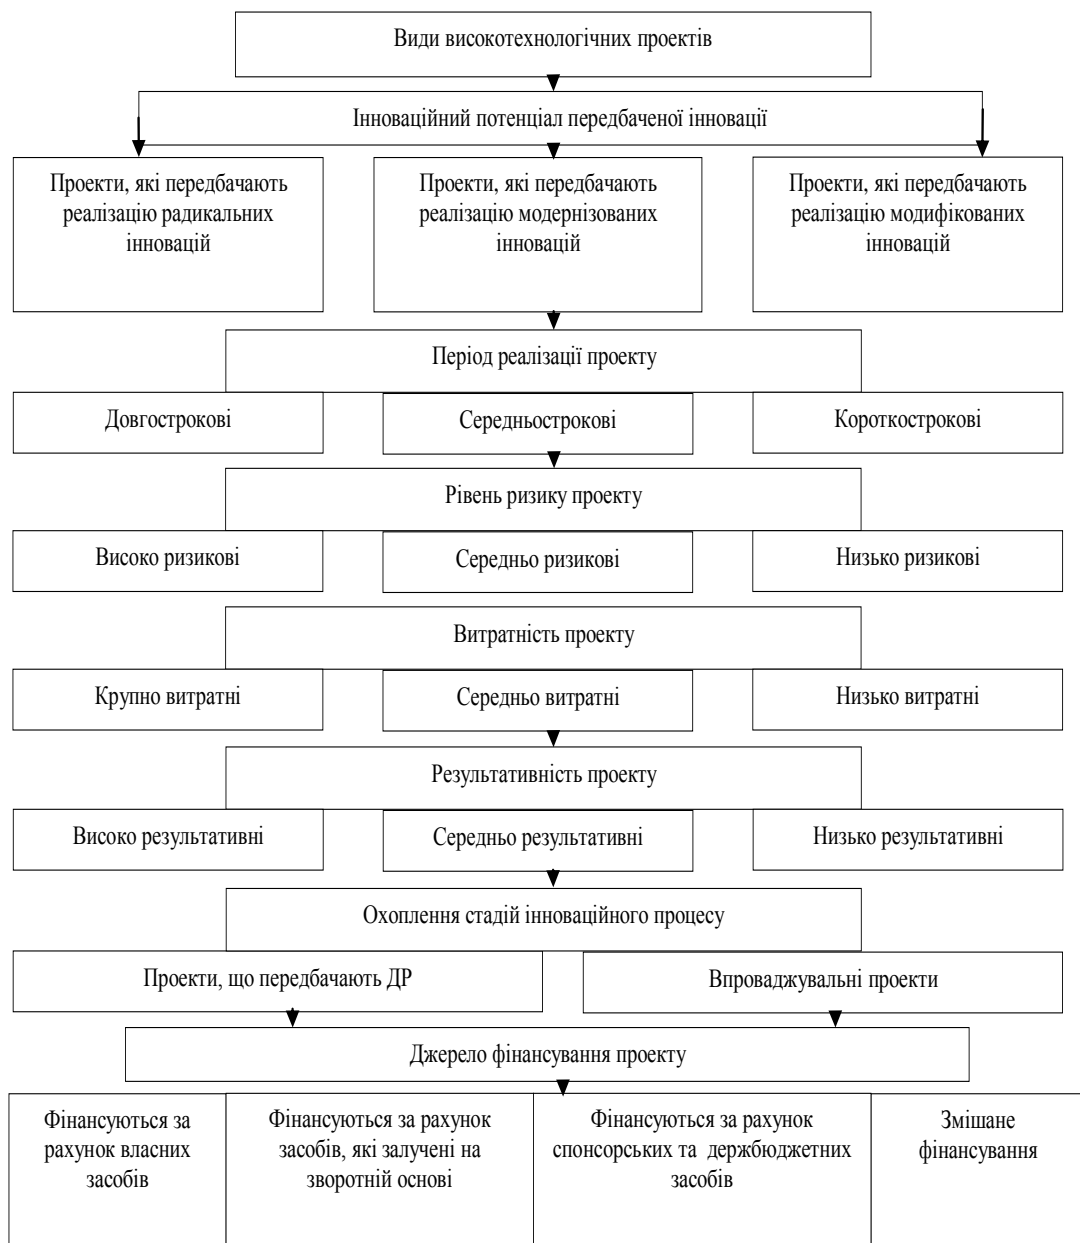 Види високотехнологічних проектів
Інноваційний потенціал передбаченої інновації
Проекти, які передбачають
реалізацію радикальних
інновацій
Проекти, які передбачають
реалізацію модернізованих
інновацій
Проекти, які передбачають
реалізацію модифікованих
інновацій
Період реалізації проекту
Довгострокові
Середньострокові
Короткострокові
Рівень ризику проекту
Високо ризикові
Середньо ризикові
Низько ризикові
Витратність проекту
Крупно витратні
Середньо витратні
Низько витратні
Результативність проекту
Високо результативні
Середньо результативні
Низько результативні
Охоплення стадій інноваційного процесу
Проекти, що передбачають ДР
Впроваджувальні проекти
Джерело фінансування проекту
Фінансуються за
рахунок власних
засобів
Фінансуються за рахунок
засобів, які залучені на
зворотній основі
Фінансуються за рахунок
спонсорських та держбюджетних
засобів
Змішане
фінансування